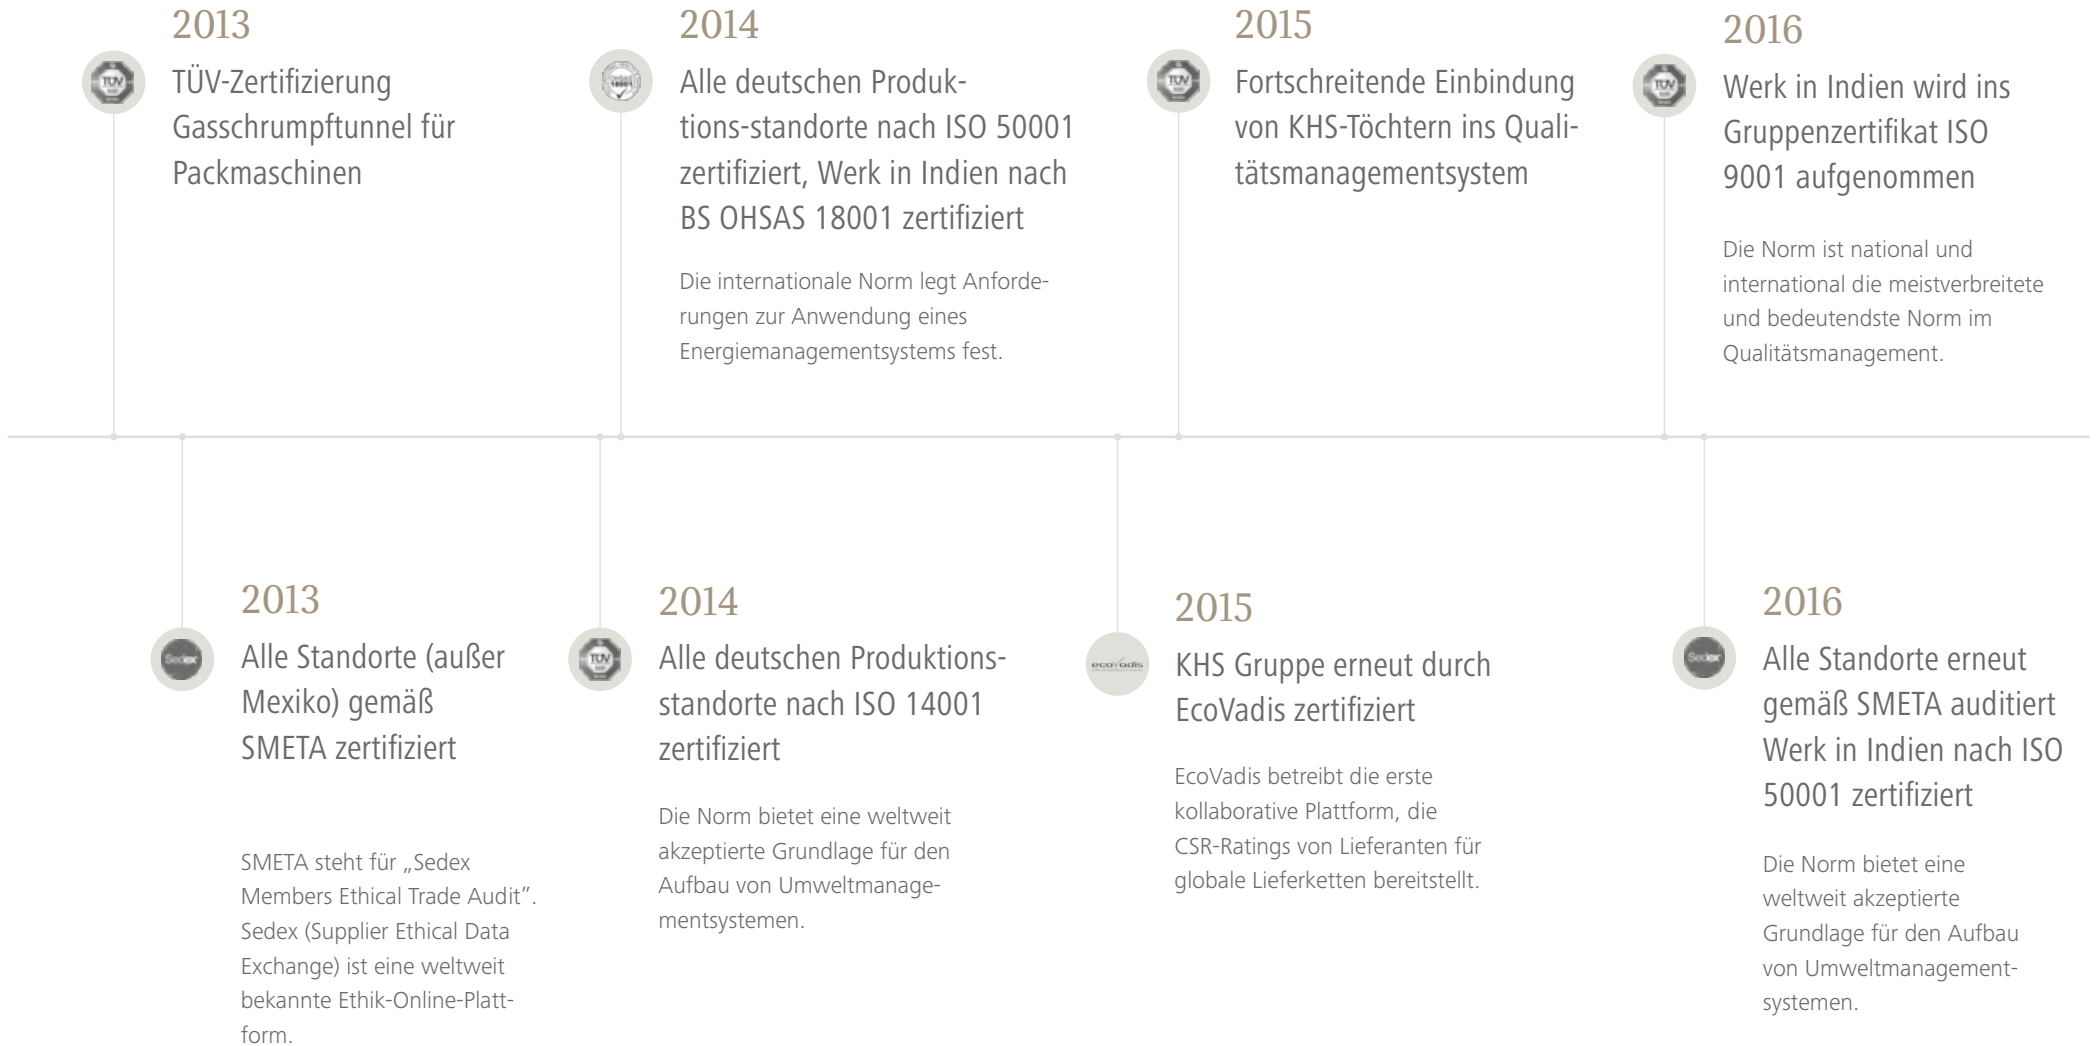 2013
TÜV-Zertifizierung
Gasschrumpftunnel für
Packmaschinen
2014
Alle deutschen Produk-
tions-standorte nach ISO 50001
zertifiziert, Werk in Indien nach
BS OHSAS 18001 zertifiziert
Die internationale Norm legt Anforde-
rungen zur Anwendung eines
Energiemanagementsystems fest.
2015
Fortschreitende Einbindung
von KHS-Töchtern ins Quali-
tätsmanagementsystem
2016
Werk in Indien wird ins
Gruppenzertifikat ISO
9001 aufgenommen
Die Norm ist national und
international die meistverbreitete
und bedeutendste Norm im
Qualitätsmanagement.
TÜV
18001
TÜV
TÜV
2013
Alle Standorte (außer
Mexiko) gemäß
SMETA zertifiziert
SMETA steht für „Sedex
Members Ethical Trade Audit”.
Sedex (Supplier Ethical Data
Exchange) ist eine weltweit
bekannte Ethik-Online-Platt-
form.
2014
Alle deutschen Produktions-
standorte nach ISO 14001
zertifiziert
Die Norm bietet eine weltweit
akzeptierte Grundlage für den
Aufbau von Umweltmanage-
mentsystemen.
2015
KHS Gruppe erneut durch
EcoVadis zertifiziert
EcoVadis betreibt die erste
kollaborative Plattform, die
CSR-Ratings von Lieferanten für
globale Lieferketten bereitstellt.
2016
Alle Standorte erneut
gemäß SMETA auditiert
Werk in Indien nach ISO
50001 zertifiziert
Die Norm bietet eine
weltweit akzeptierte
Grundlage für den Aufbau
von Umweltmanagement-
systemen.
Sedex
TÜV
ecovadis
Sedex